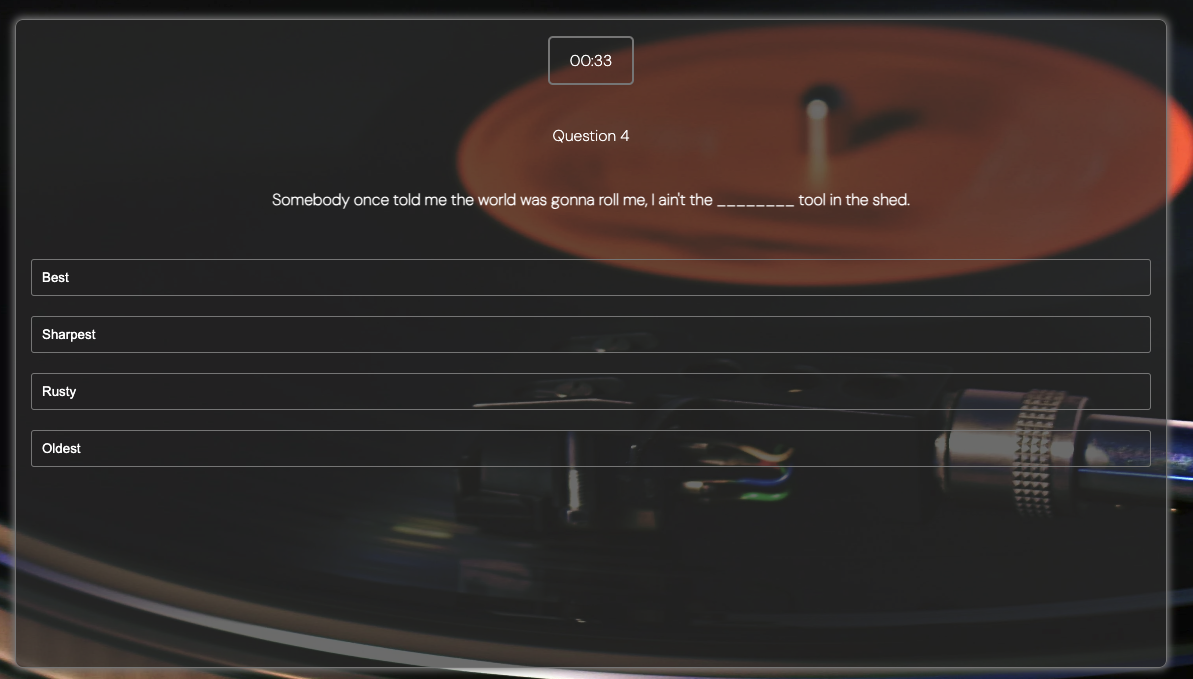 00:33
Question 4
Somebody once told me the world was gonna roll me, I ain't the ________ tool in the shed.
Best
Sharpest
Rusty
Oldest